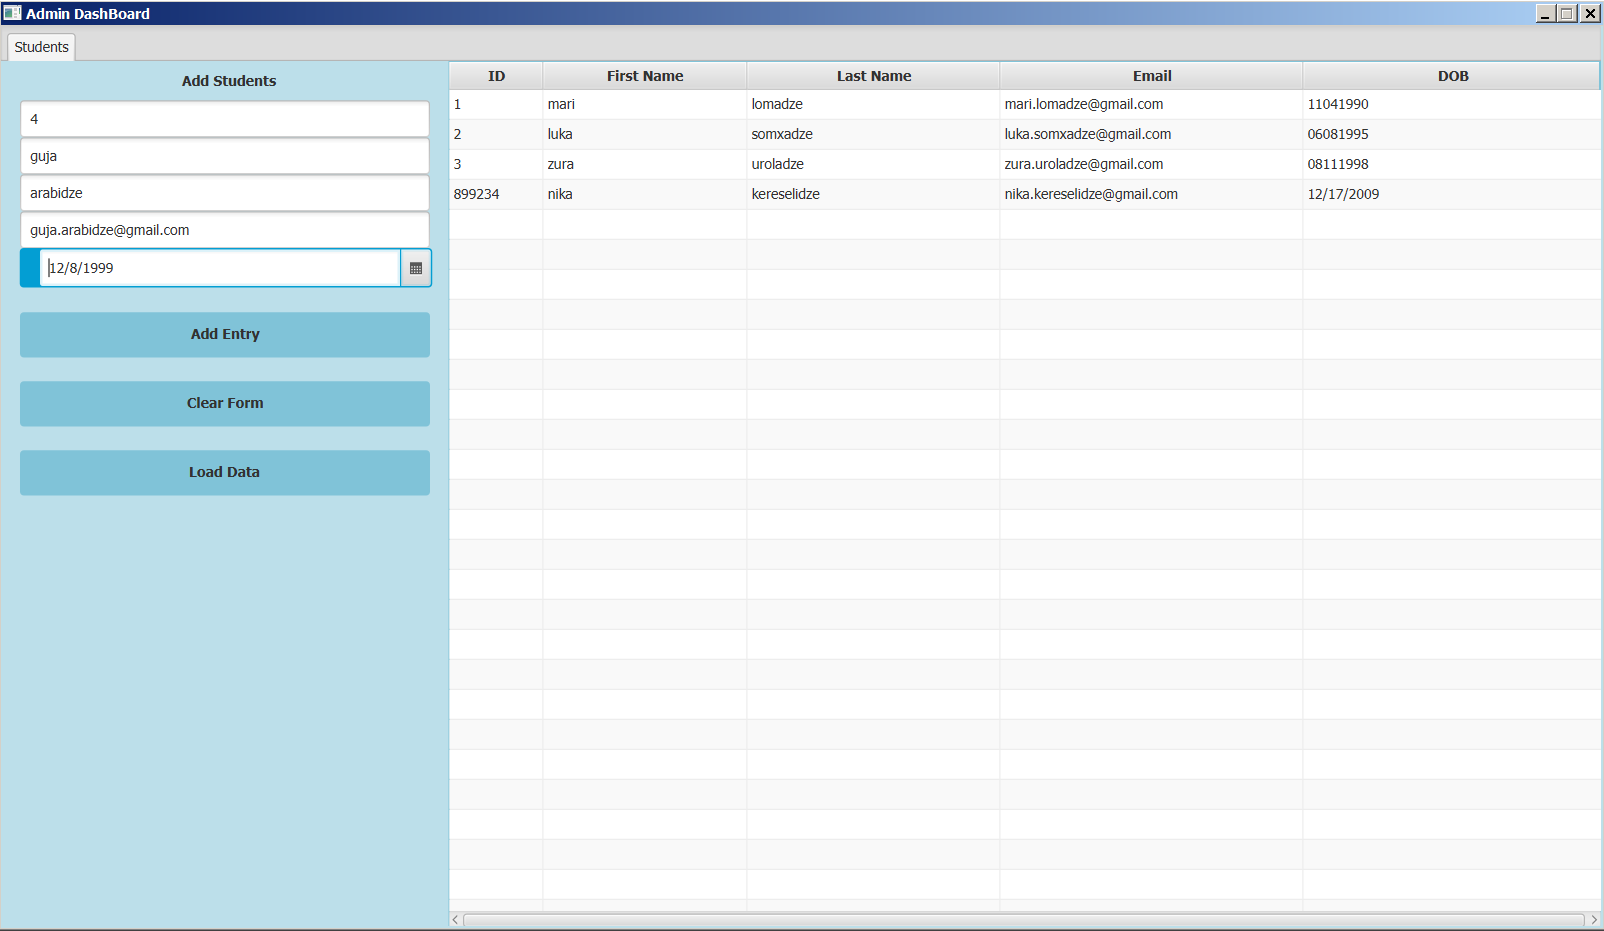 Admin DashBoard
Students
Add Students
4
guja
arabidze
guja.arabidze@gmail.com
12/8/1999
Add Entry
Clear Form
Load Data
ID First Name Last Name Email DOB
1 mari lomadze mari.lomadze@gmail.com 11041990
2 luka somxadze luka.somxadze@gmail.com 06081995
3 zura uroladze zura.uroladze@gmail.com 08111998
899234 nika kereselidze nika.kereselidze@gmail.com 12/17/2009